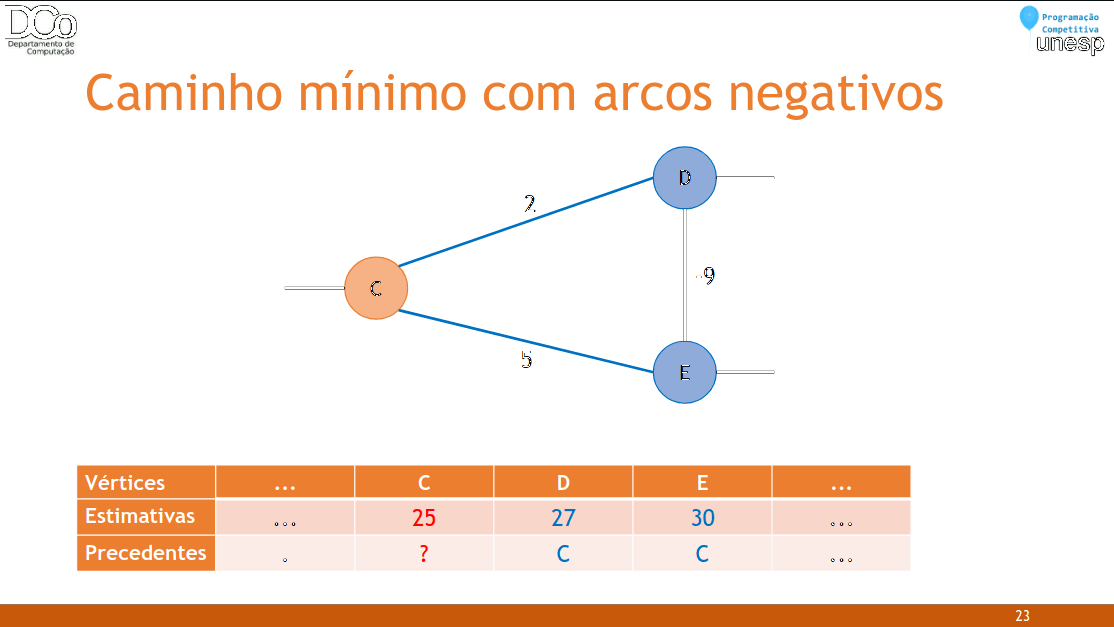 DCo
Departamento de
Computação
Programação
Competitiva
unesp
Caminho mínimo com arcos negativos
D
2
C
-9
5
E
Vértices ... C D E ...
Estimativas ... 25 27 30 ...
Precedentes . ? C C ...
23